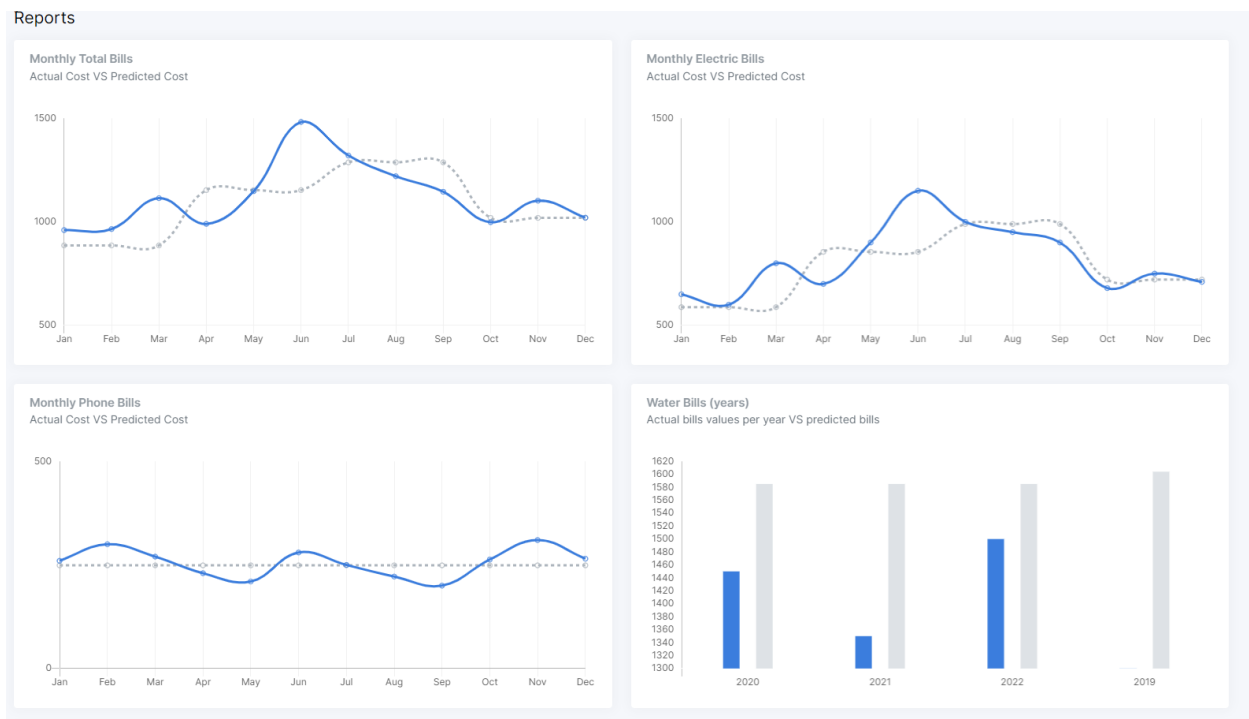 Reports
Monthly Total Bills
Actual Cost VS Predicted Cost
1500
1000
500
Jan Feb Mar Apr May Jun Jul Aug Sep Oct Nov Dec
Monthly Electric Bills
Actual Cost VS Predicted Cost
1500
1000
500
Jan Feb Mar Apr May Jun Jul Aug Sep Oct Nov Dec
Monthly Phone Bills
Actual Cost VS Predicted Cost
500
0
Jan Feb Mar Apr May Jun Jul Aug Sep Oct Nov Dec
Water Bills (years)
Actual bills values per year VS predicted bills
1620
1600
1580
1560
1540
1520
1500
1480
1460
1440
1420
1400
1380
1360
1340
1320
1300
2020 2021 2022 2019